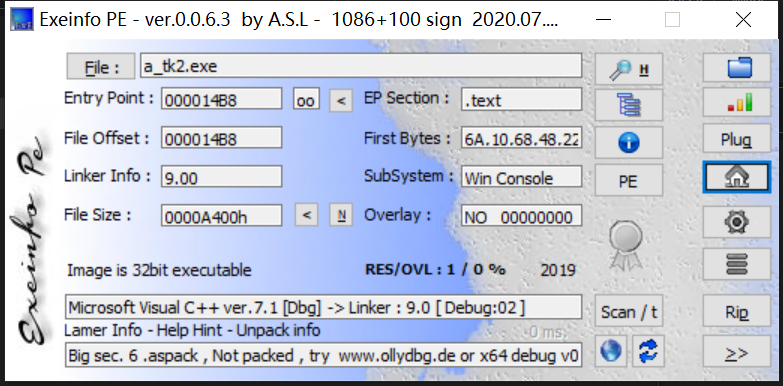 Exeinfo PE - ver.0.0.6.3 by A.S.L - 1086+100 sign 2020.07....
File : a_tk2.exe H
Entry Point : 000014B8 oo < EP Section : .text
File Offset : 000014B8 First Bytes : 6A.10.68.48.22 Plug
Linker Info : 9.00 SubSystem : Win Console PE
File Size : 0000A400h < N Overlay : NO 00000000
Image is 32bit executable RES/OVL : 1 / 0 % 2019
Microsoft Visual C++ ver.7.1 [Dbg] -> Linker : 9.0 [ Debug:02 ] Scan / t Rip
Lamer Info - Help Hint - Unpack info 0 ms.
Big sec. 6 .aspack , Not packed , try www.ollydbg.de or x64 debug v0 >>
Exeinfo Pe